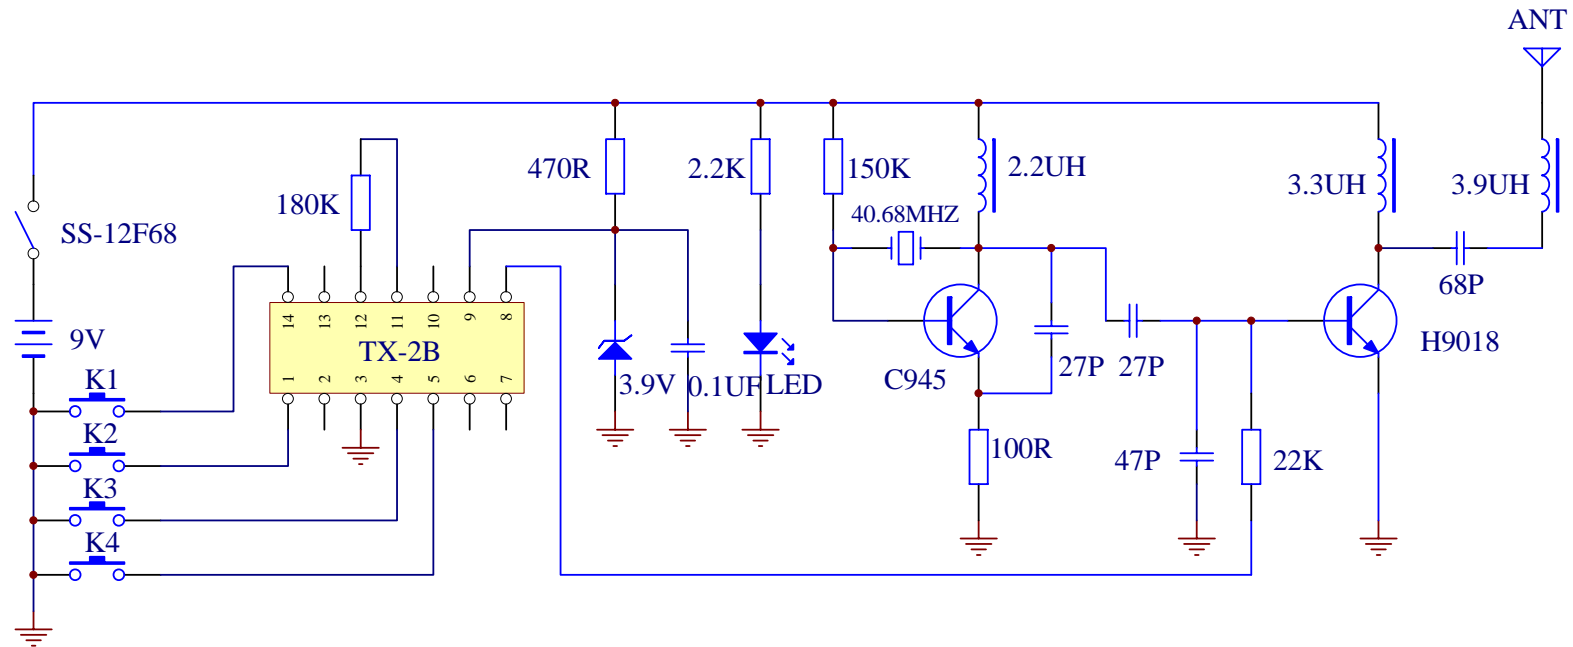 ANT
470R
2.2K
150K
2.2UH
3.3UH
3.9UH
180K
40.68MHZ
SS-12F68
68P
14
13
12
11
10
9
8
9V
TX-2B
H9018
K1
1
2
3
4
5
6
7
3.9V
0.1UF
LED
C945
27P
27P
K2
100R
47P
22K
K3
K4